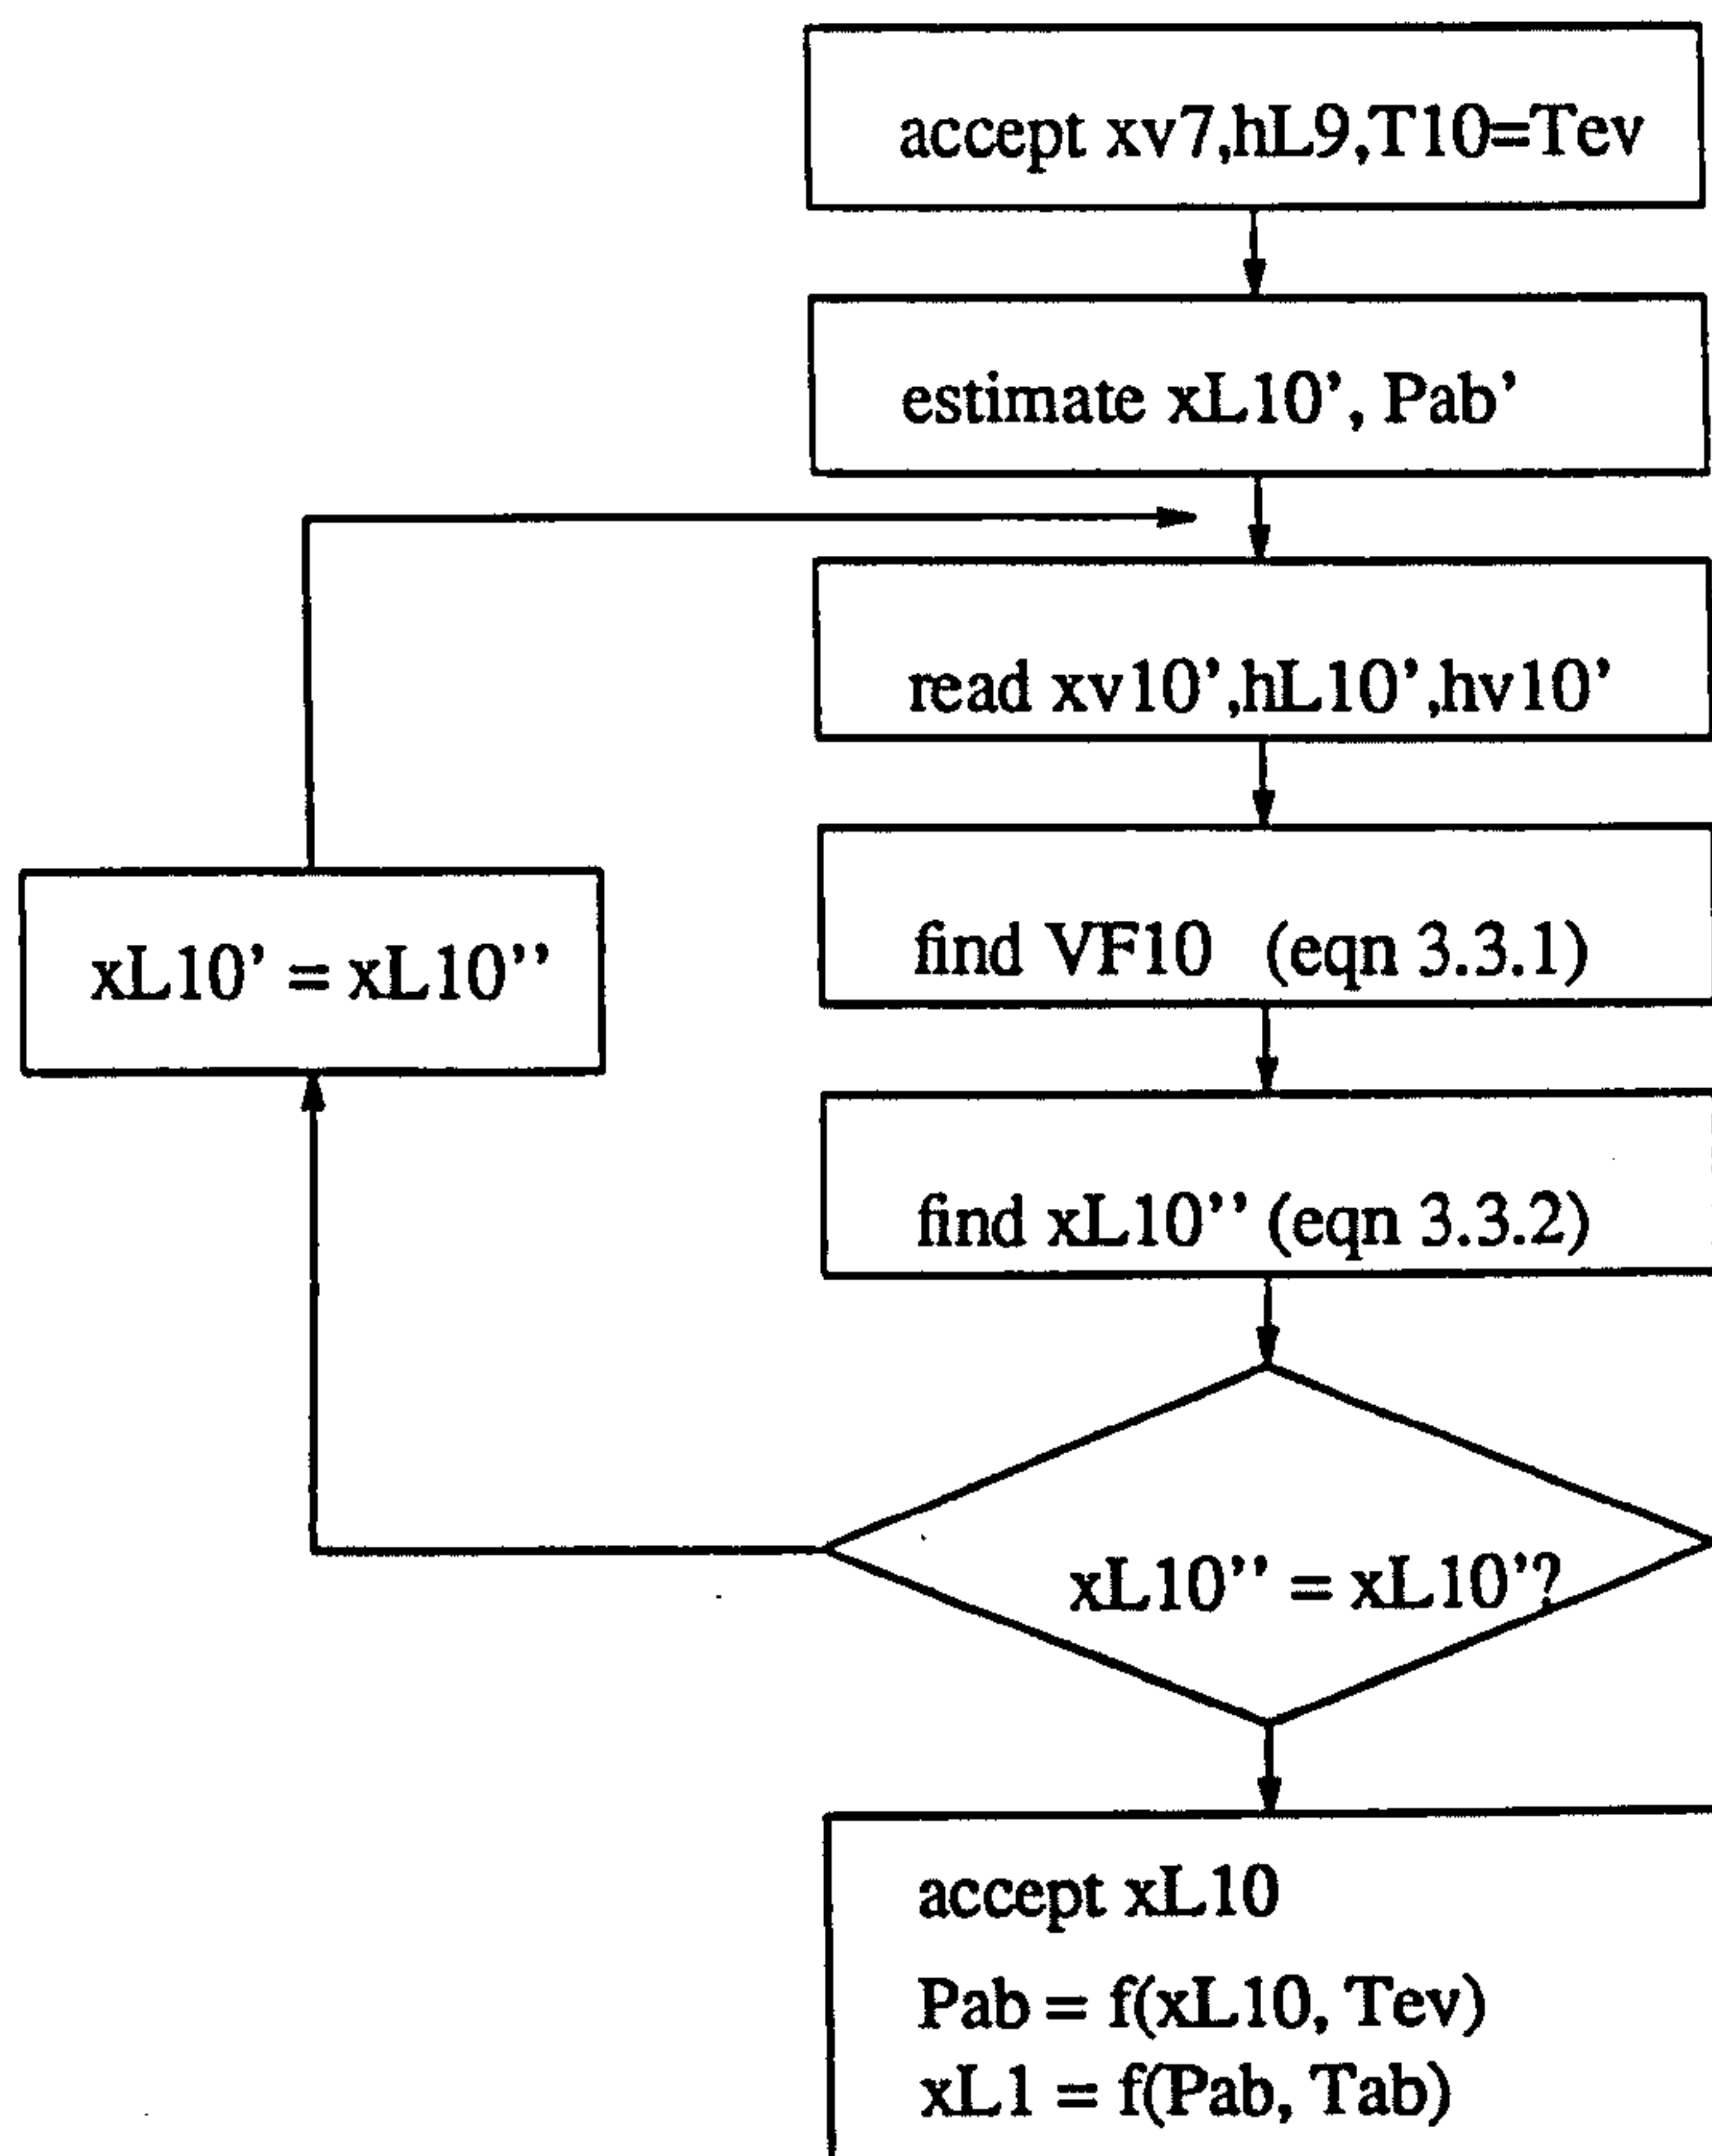 accept xv7,hL9,T10=Tev
estimate xL10’, Pab’
read xv10’,hL10’,hv10’
find VF10 (eqn 3.3.1)
xL10’ = xL10’’
find xL10’’ (eqn 3.3.2)
xL10’’ = xL10’?
accept xL10
Pab = f(xL10, Tev)
xL1 = f(Pab, Tab)